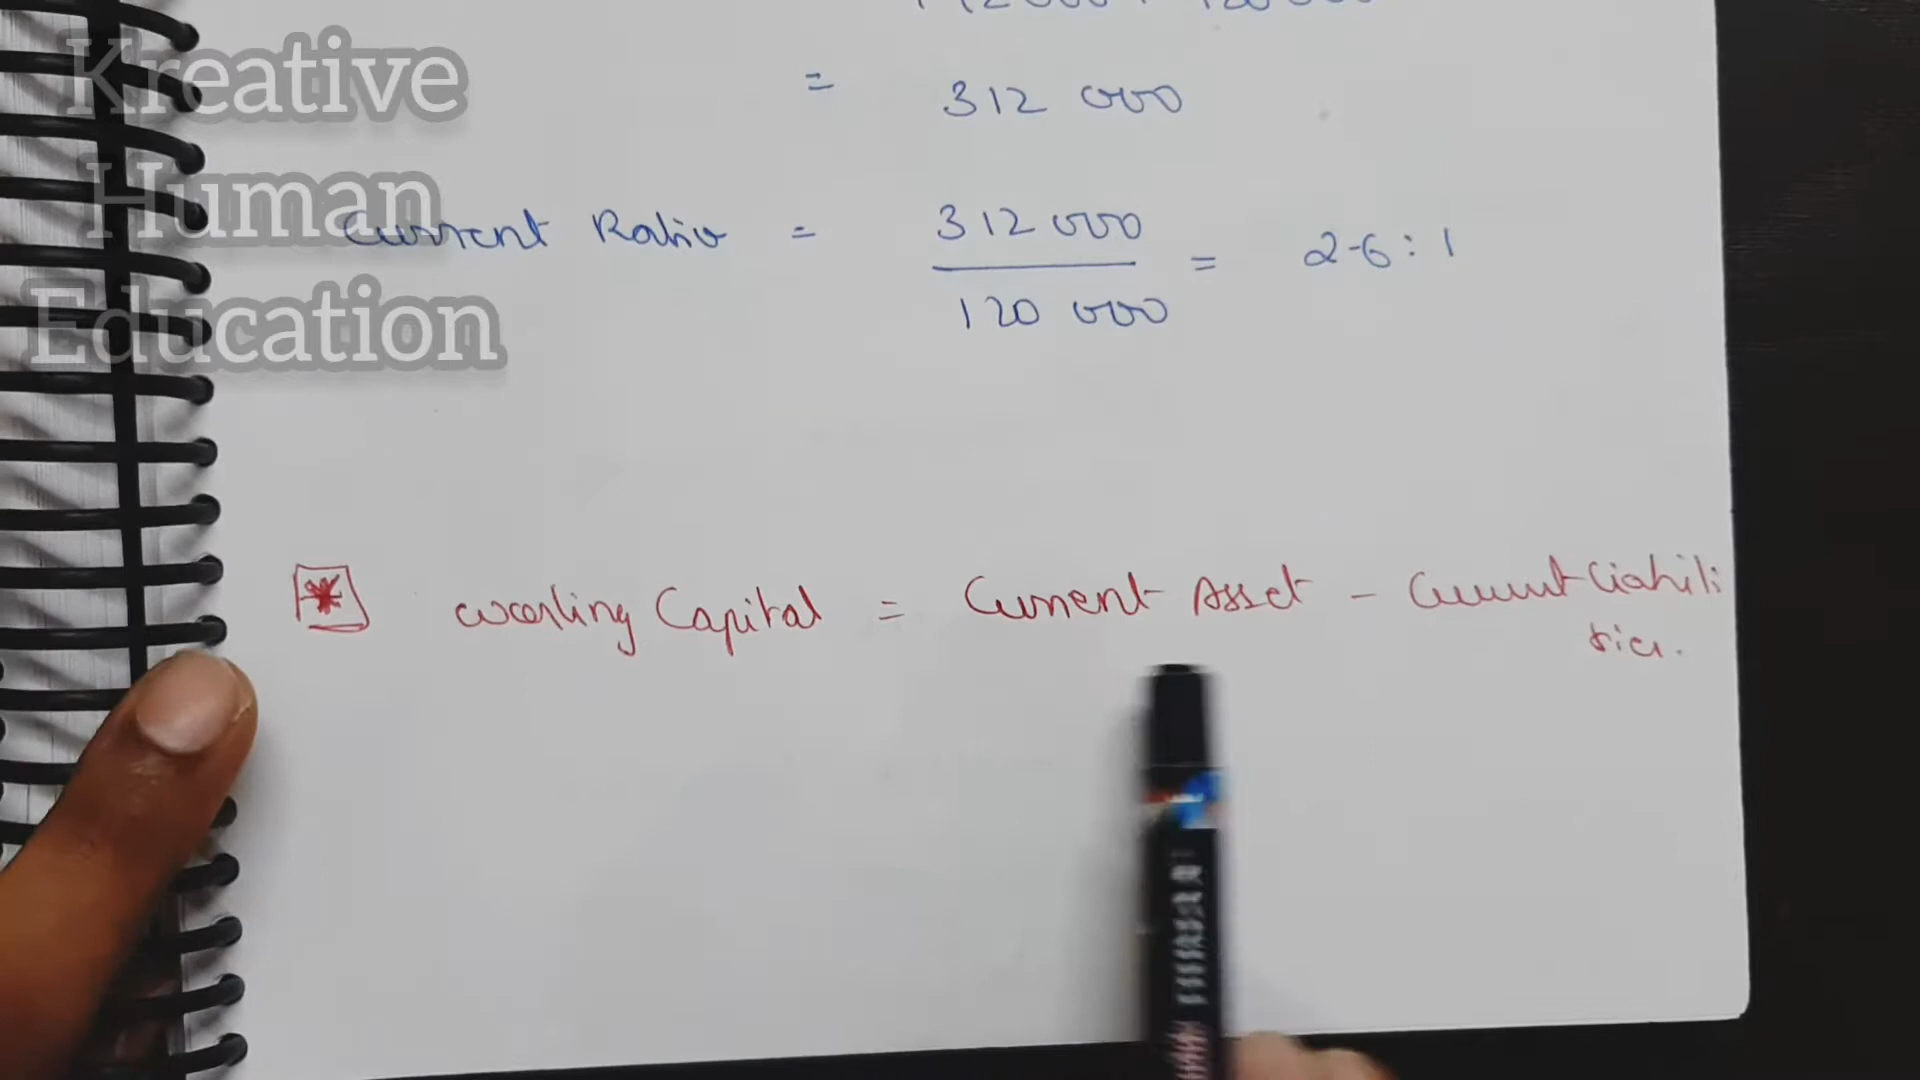 = 312 000
Current Ratio = 312 000 / 120 000 = 2.6 : 1
* Working Capital = Current Asset - Current Liabili
ties.
Kreative
Human
Education